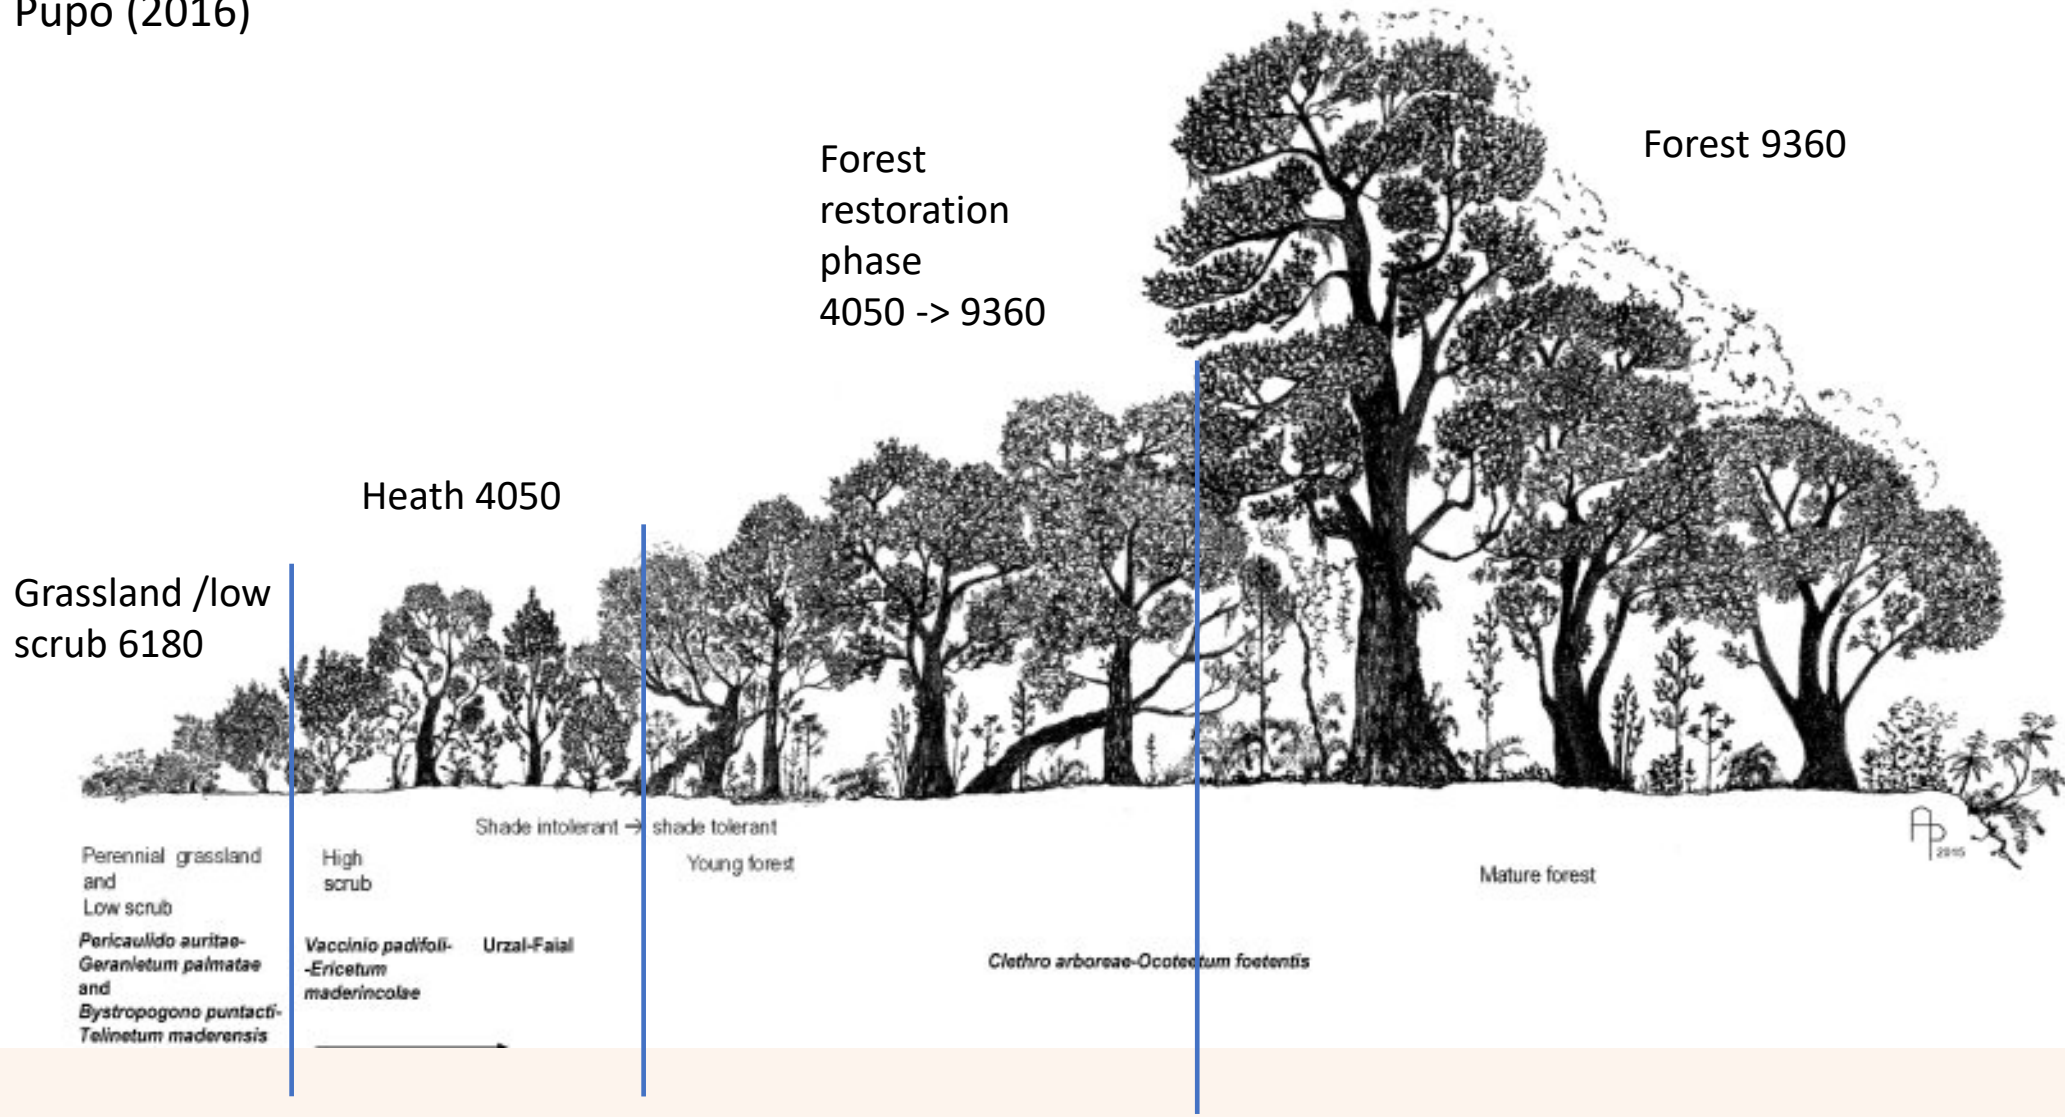 Pupo (2016)
Forest 9360
Forest
restoration
phase
4050 -> 9360
Heath 4050
Grassland /low
scrub 6180
Shade intolerant → shade tolerant
Perennial grassland
and
Low scrub
High
scrub
Young forest
Mature forest
AP 2015
Pericaulido auritae-
Geranietum palmatae
and
Bystropogono puntacti-
Telinetum maderensis
Vaccinio padifoli-
-Ericetum
maderincolae
Urzal-Faial
Clethro arboreae-Ocoteetum foetentis